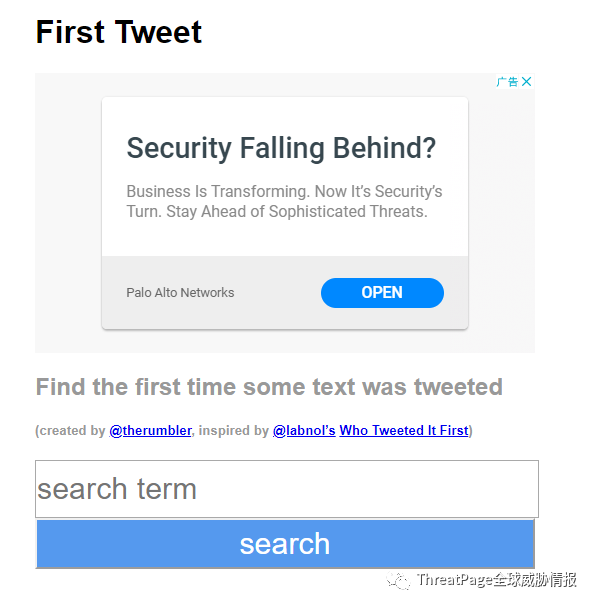 First Tweet
广告
Security Falling Behind?
Business Is Transforming. Now It's Security's
Turn. Stay Ahead of Sophisticated Threats.
Palo Alto Networks
OPEN
Find the first time some text was tweeted
(created by @therumbler, inspired by @labnol's Who Tweeted It First)
search term
search
ThreatPage全球威胁情报